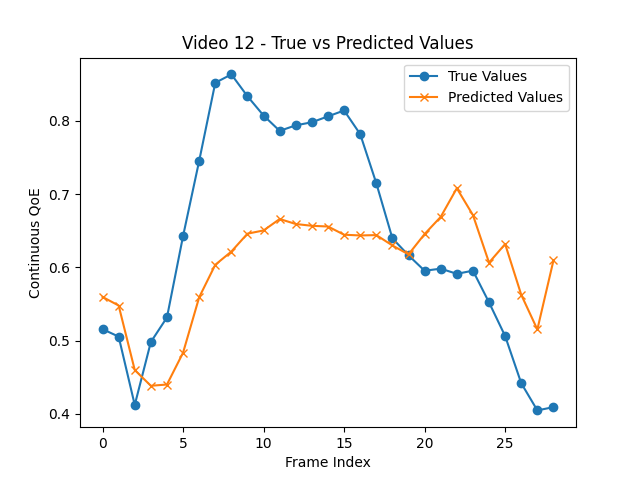 Video 12 - True vs Predicted Values
True Values
Predicted Values
Continuous QoE
0.8
0.7
0.6
0.5
0.4
0 5 10 15 20 25
Frame Index